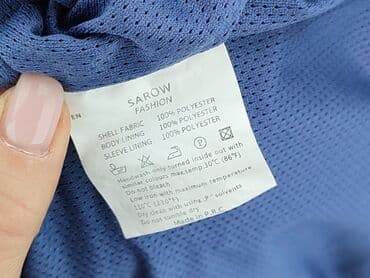 SAROW
FASHION
EN
SHELL FABRIC 100% POLYESTER
BODY LINING 100% POLYESTER
SLEEVE LINING 100% POLYESTER
Handwash only turned inside out with
similar colours max.temp.30°C (86°F)
Do not bleach
Low iron with maximum temperature
110°C (230°F)
Dry clean with using "P" solvents
Do not tumble dry
Made in P.R.C